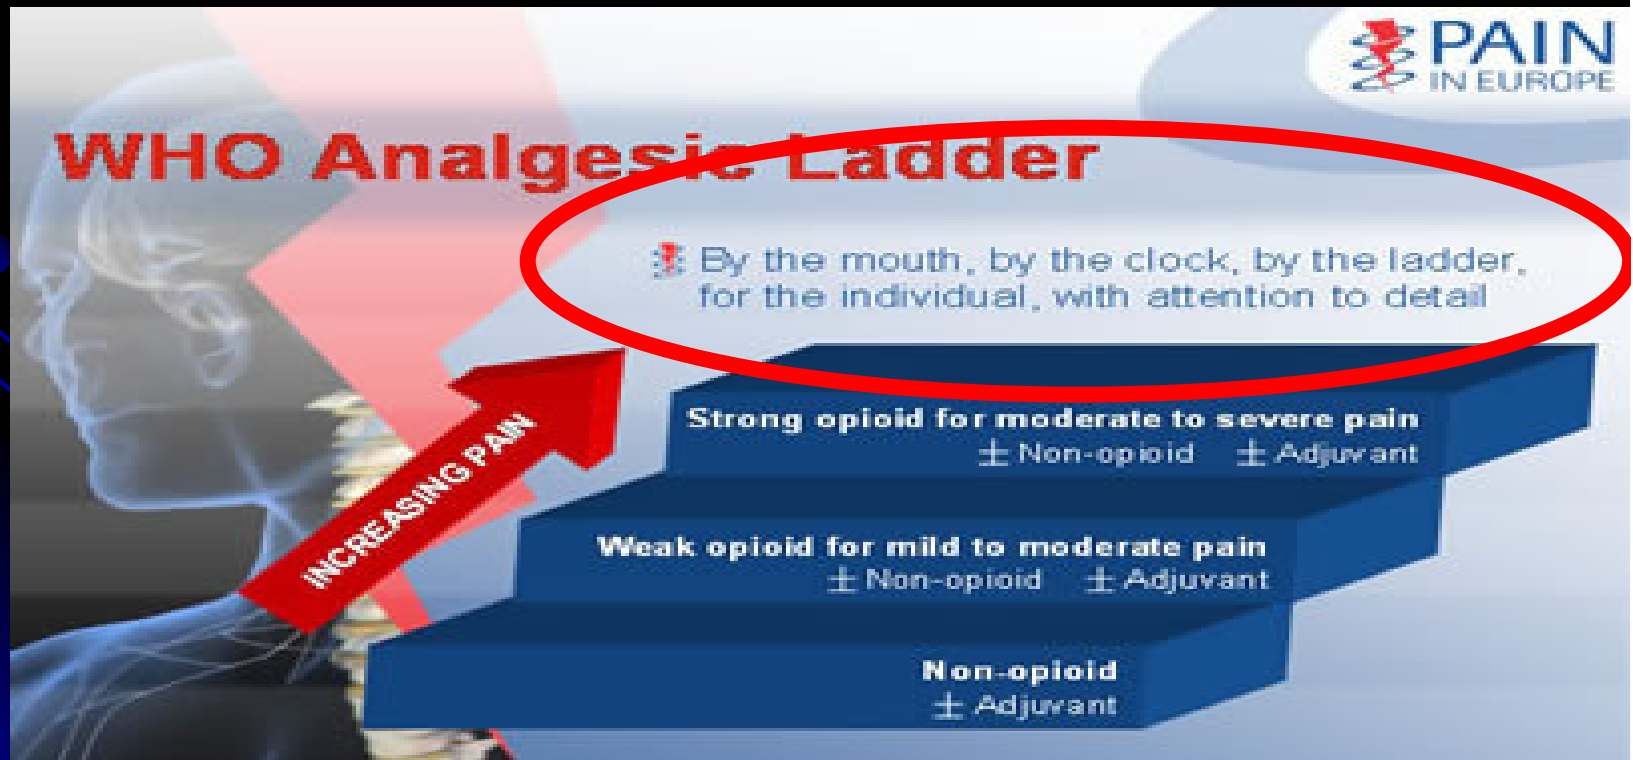 PAIN
IN EUROPE
WHO Analgesic Ladder
By the mouth, by the clock, by the ladder,
for the individual, with attention to detail
INCREASING PAIN
Strong opioid for moderate to severe pain
± Non-opioid ± Adjuvant
Weak opioid for mild to moderate pain
± Non-opioid ± Adjuvant
Non-opioid
± Adjuvant